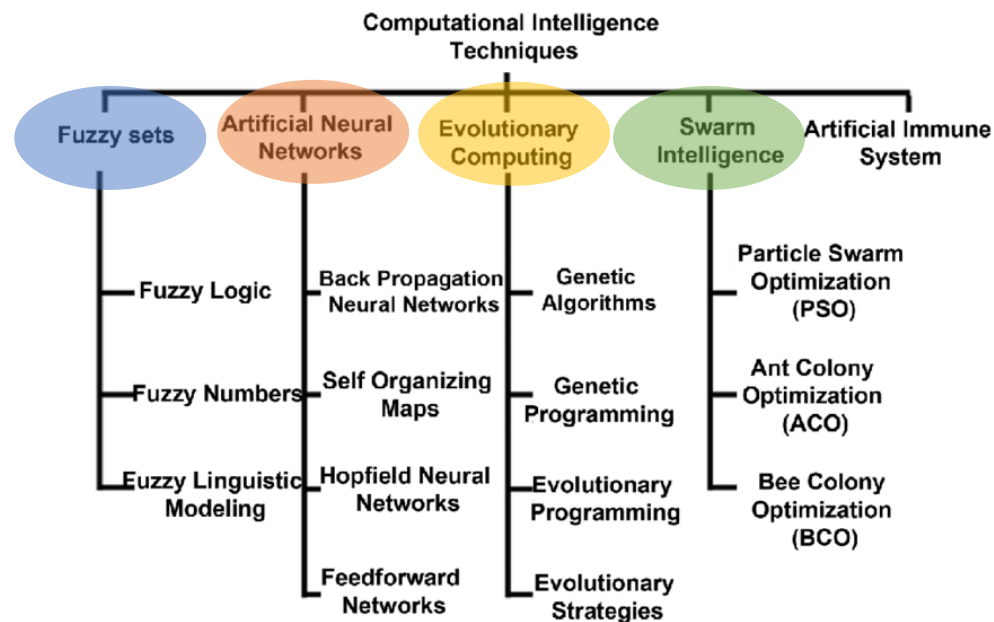 Computational Intelligence
Techniques
Fuzzy sets
Artificial Neural
Networks
Evolutionary
Computing
Swarm
Intelligence
Artificial Immune
System
Fuzzy Logic
Fuzzy Numbers
Euzzy Linguistic
Modeling
Back Propagation
Neural Networks
Self Organizing
Maps
Hopfield Neural
Networks
Feedforward
Networks
Genetic
Algorithms
Genetic
Programming
Evolutionary
Programming
Evolutionary
Strategies
Particle Swarm
Optimization
(PSO)
Ant Colony
Optimization
(ACO)
Bee Colony
Optimization
(BCO)